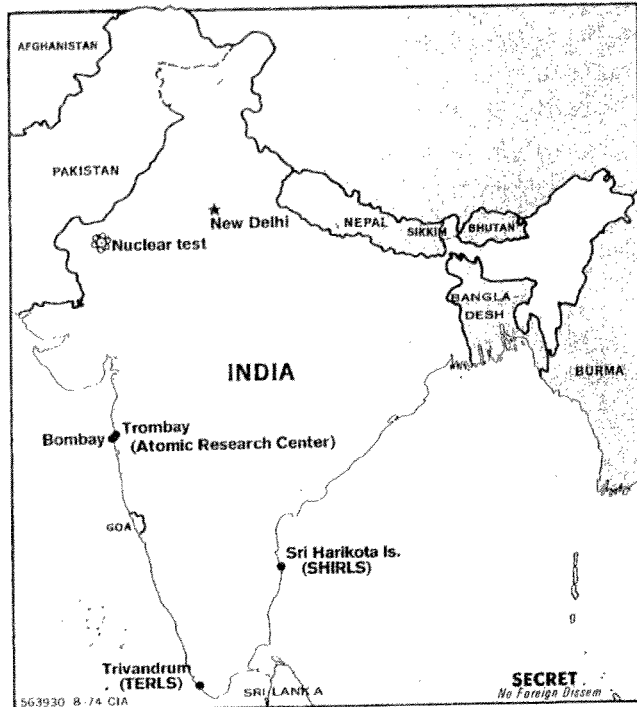 AFGHANISTAN
PAKISTAN
New Delhi
Nuclear test
NEPAL
SIKKIM
BHUTAN
BANGLA
DESH
INDIA
BURMA
Trombay
Bombay
(Atomic Research Center)
GOA
Sri Harikota Is.
(SHIRLS)
Trivandrum
(TERLS)
SRI LANKA
SECRET
No Foreign Dissem
563930 8-74 CIA